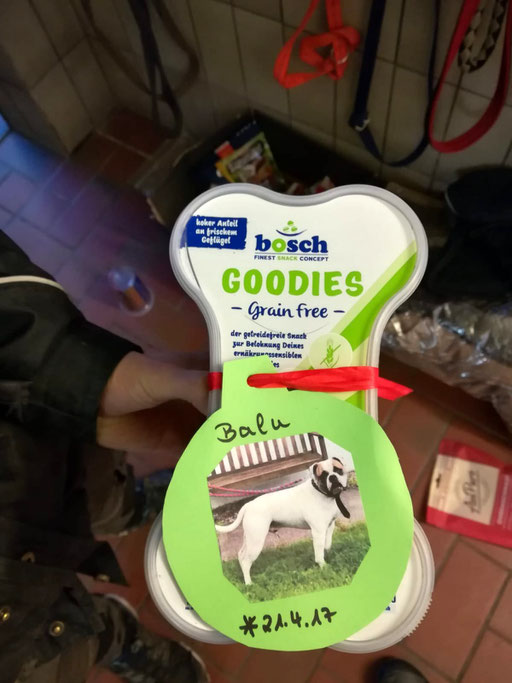 hoher Anteil
an frischem
Geflügel
bosch
FINEST SNACK CONCEPT
GOODIES
- Grain free -
der getreidefreie Snack
zur Belohnung Deines
ernährungssensiblen
Balu
*21.4.17